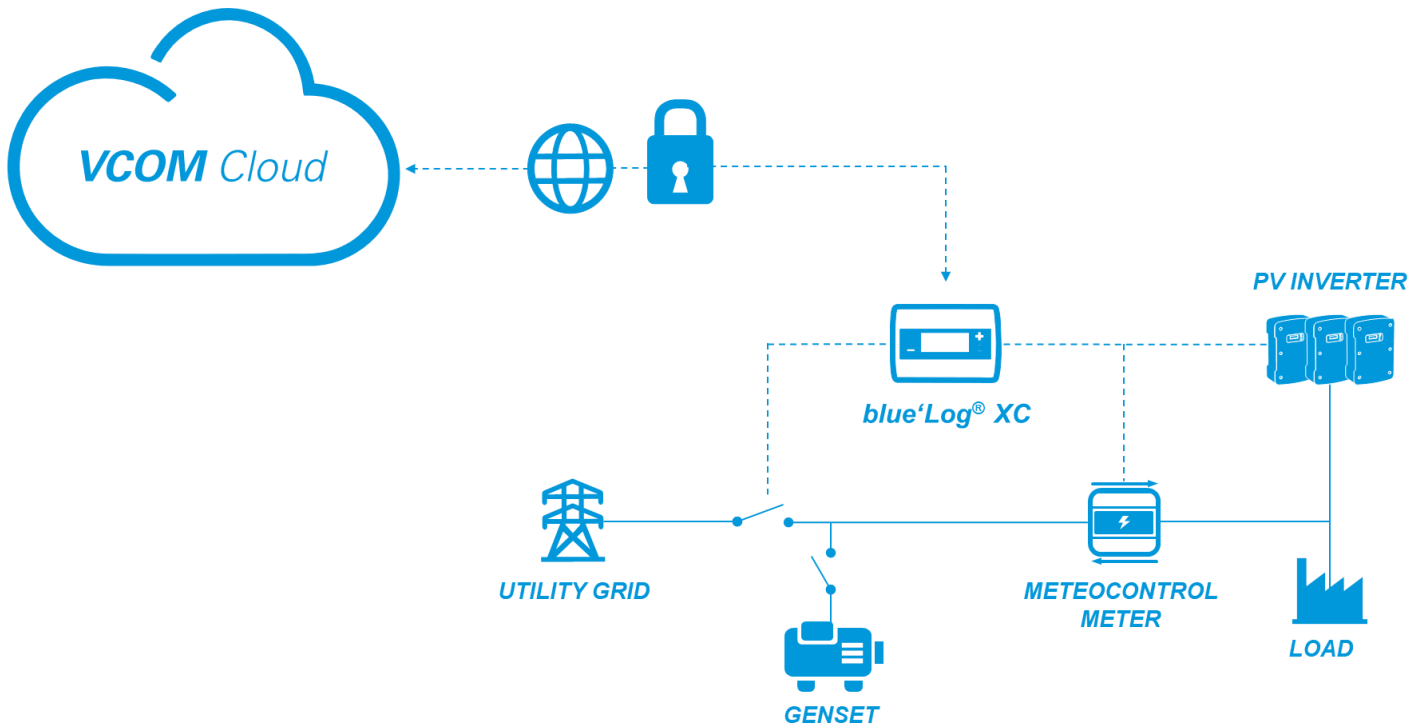 VCOM Cloud
PV INVERTER
blue‘Log® XC
UTILITY GRID
METEOCONTROL
METER
LOAD
GENSET